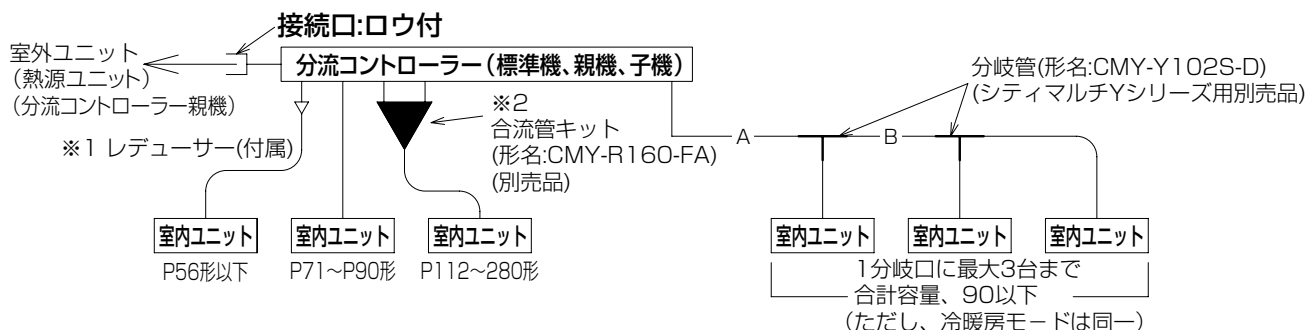 接続口:ロウ付
室外ユニット
(熱源ユニット)
(分流コントローラー親機)
分流コントローラー(標準機、親機、子機)
※1 レデューサー(付属)
※2
合流管キット
(形名:CMY-R160-FA)
(別売品)
分岐管(形名:CMY-Y102S-D)
(シティマルチYシリーズ用別売品)
A
B
室内ユニット
P56形以下
室内ユニット
P71〜P90形
室内ユニット
P112〜280形
室内ユニット
室内ユニット
室内ユニット
1分岐口に最大3台まで
合計容量、90以下
(ただし、冷暖房モードは同一)